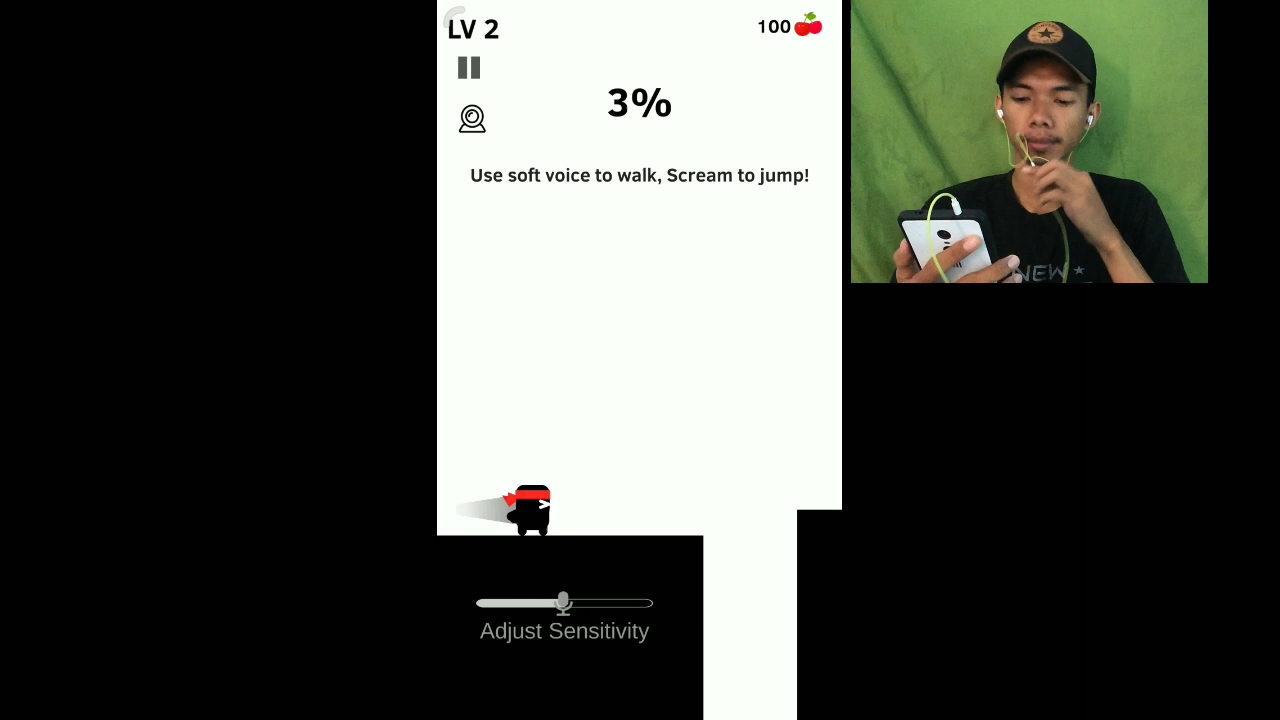 LV 2
100
3%
Use soft voice to walk, Scream to jump!
NEW
Adjust Sensitivity